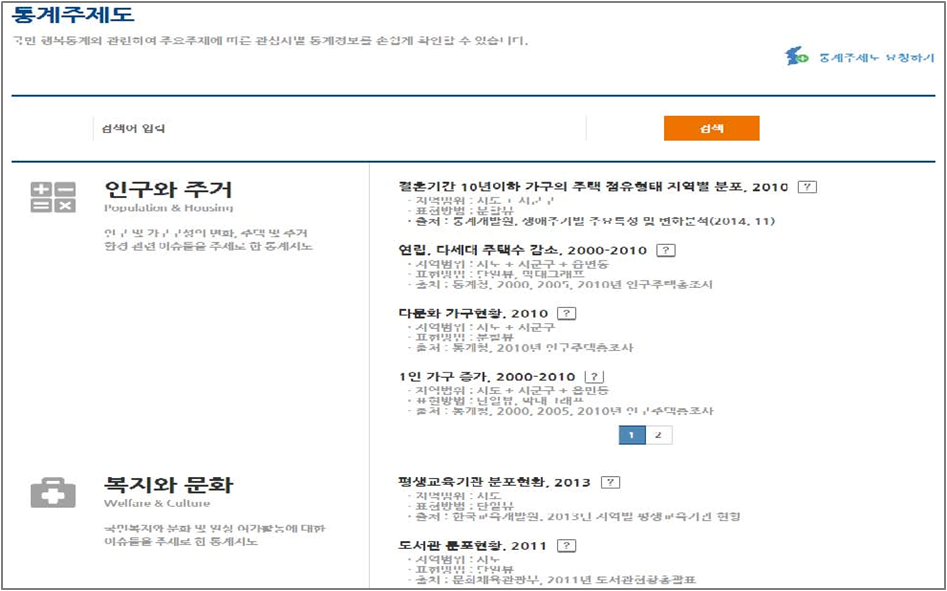 통계주제도
국민 행복통계와 관련하여 주요주제에 따른 관심시별 통계정보를 손쉽게 확인할 수 있습니다.
통계주제도 요청하기
검색어 입력
검색
인구와 주거
Population & Housing
인구 및 가구구성의 변화, 주택 및 주거
환경 관련 이슈들을 주제로 한 통계지도
결혼기간 10년이하 가구의 주택 점유형태 지역별 분포, 2010 ?
· 지역범위 : 시도 + 시군구
· 표현방법 : 분할뷰
· 출처 : 통계개발원, 생애주기별 주요특성 및 변화분석(2014. 11)
연립, 다세대 주택수 감소, 2000-2010 ?
· 지역범위 : 시도 + 시군구 + 읍면동
· 표현방법 : 단일뷰, 막대그래프
· 출처 : 통계청, 2000, 2005, 2010년 인구주택총조사
다문화 가구현황, 2010 ?
· 지역범위 : 시도 + 시군구
· 표현방법 : 분할뷰
· 출처 : 통계청, 2010년 인구주택총조사
1인 가구 증가, 2000-2010 ?
· 지역범위 : 시도 + 시군구 + 읍면동
· 표현방법 : 단일뷰, 막대그래프
· 출처 : 통계청, 2000, 2005, 2010년 인구주택총조사
1 2
복지와 문화
Welfare & Culture
국민복지와 문화 및 일상 여가활동에 대한
이슈들을 주제로 한 통계지도
평생교육기관 분포현황, 2013 ?
· 지역범위 : 시도
· 표현방법 : 단일뷰
· 출처 : 한국교육개발원, 2013년 지역별 평생교육기관 현황
도서관 분포현황, 2011 ?
· 지역범위 : 시도
· 표현방법 : 단일뷰
· 출처 : 문화체육관광부, 2011년 도서관현황총괄표